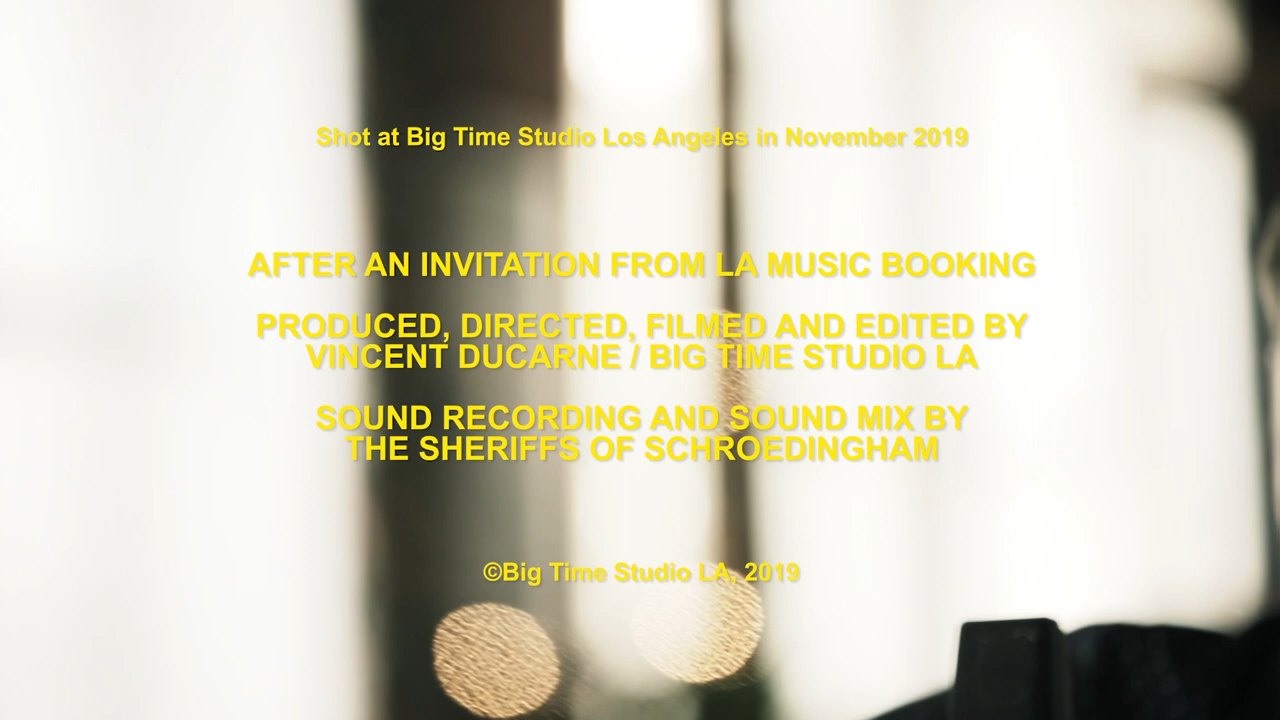 Shot at Big Time Studio Los Angeles in November 2019
AFTER AN INVITATION FROM LA MUSIC BOOKING
PRODUCED, DIRECTED, FILMED AND EDITED BY
VINCENT DUCARNE / BIG TIME STUDIO LA
SOUND RECORDING AND SOUND MIX BY
THE SHERIFFS OF SCHROEDINGHAM
©Big Time Studio LA, 2019